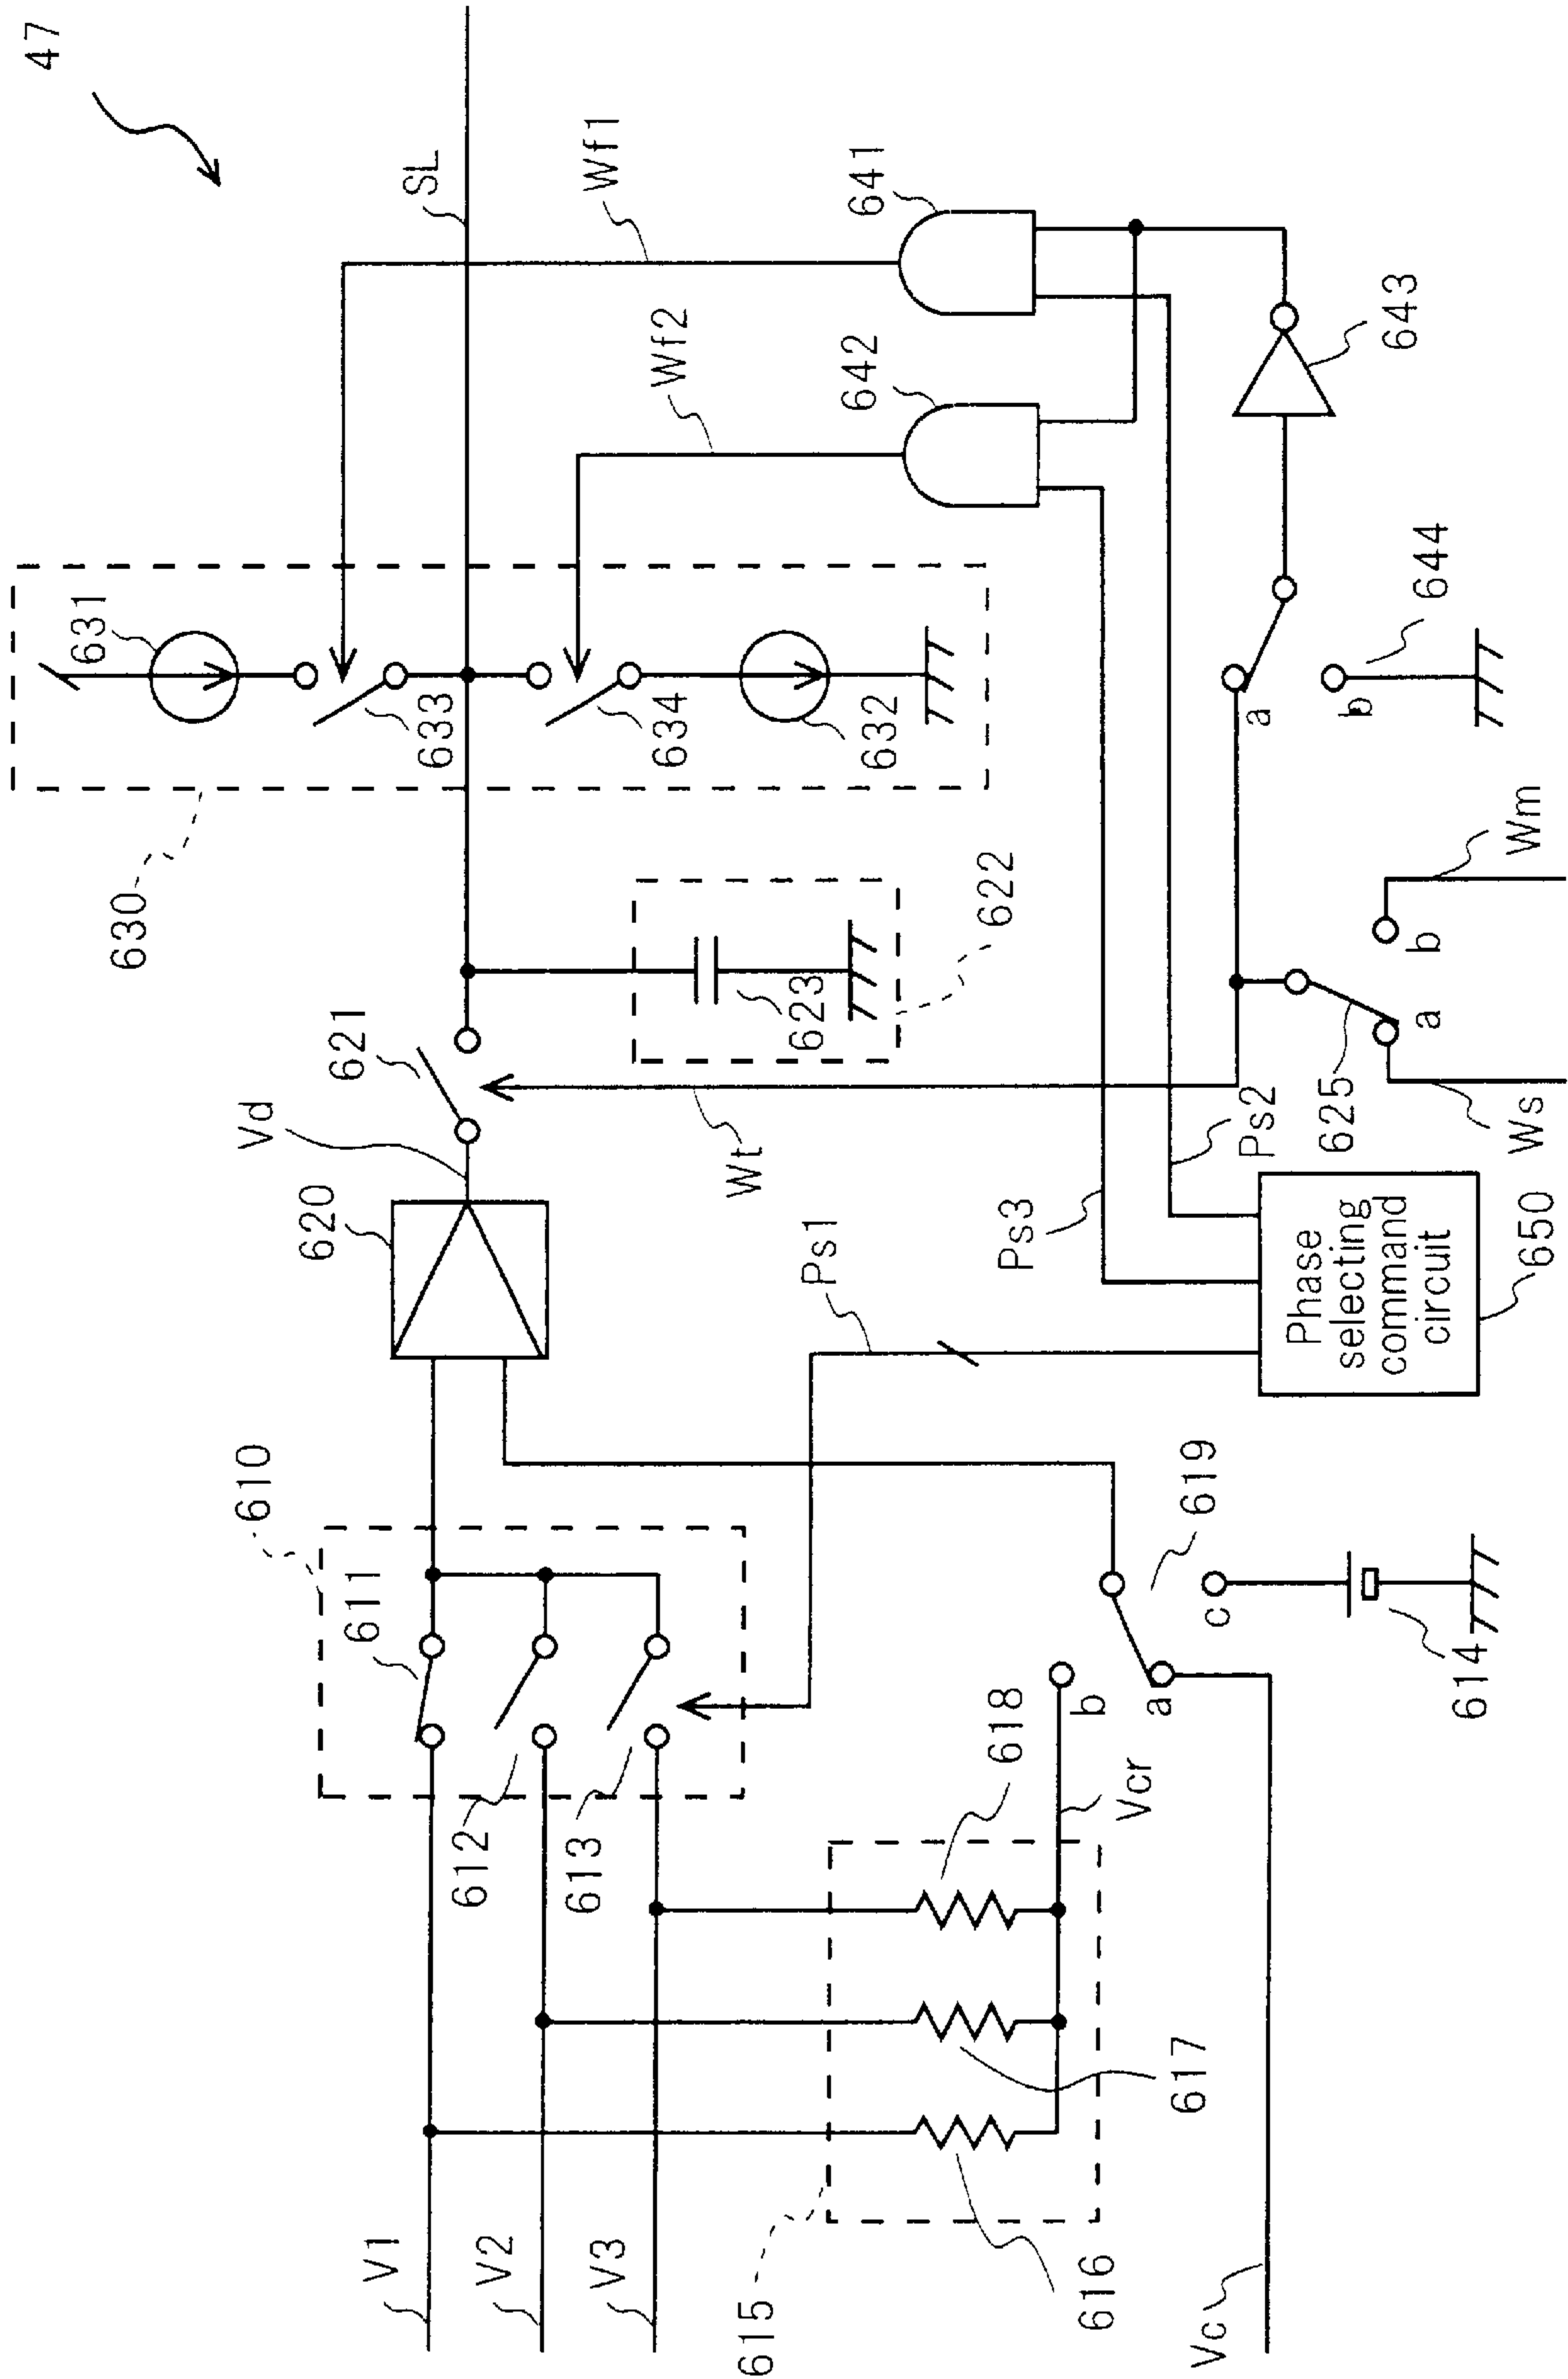 47
SL
Wf1
Wf2
641
642
643
644
a
b
631
633
634
632
630
622
623
621
Vd
620
Wt
Wm
b
a
625
Ws
Ps2
Ps3
Ps1
Phase
selecting
command
circuit
650
610
611
612
613
619
c
b
a
614
618
Vcr
617
616
615
V1
V2
V3
Vc